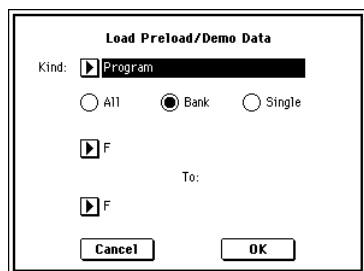 Load Preload/Demo Data
Kind: Program
All Bank Single
F
To:
F
Cancel OK